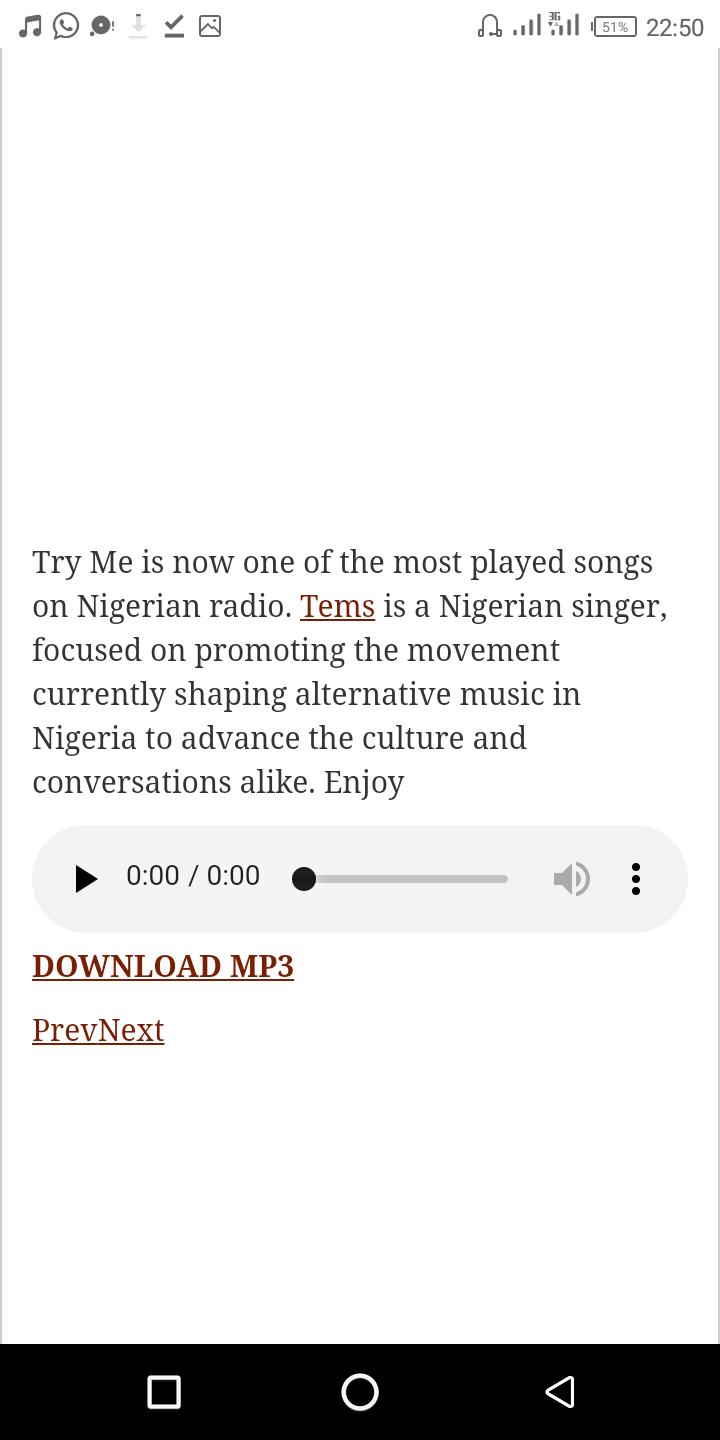 3G
51%
22:50
Try Me is now one of the most played songs
on Nigerian radio. Tems is a Nigerian singer,
focused on promoting the movement
currently shaping alternative music in
Nigeria to advance the culture and
conversations alike. Enjoy
0:00 / 0:00
DOWNLOAD MP3
PrevNext